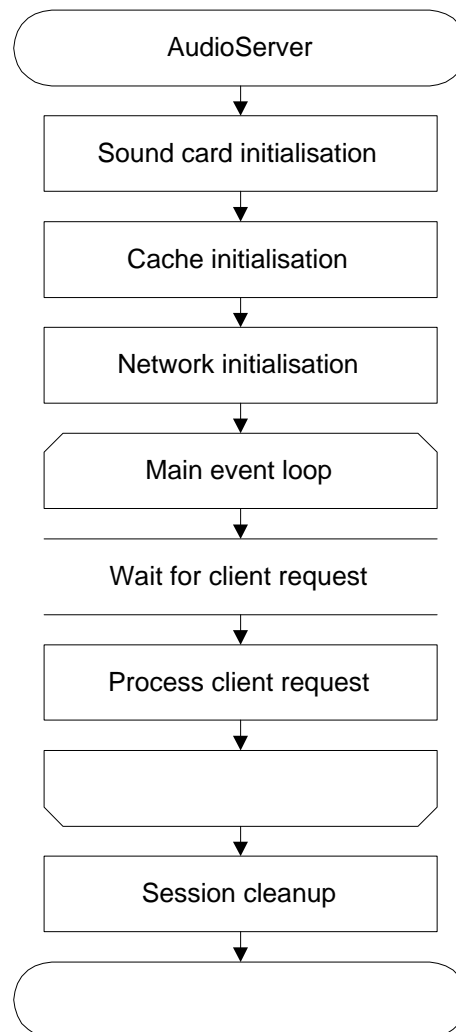 AudioServer
Sound card initialisation
Cache initialisation
Network initialisation
Main event loop
Wait for client request
Process client request
Session cleanup